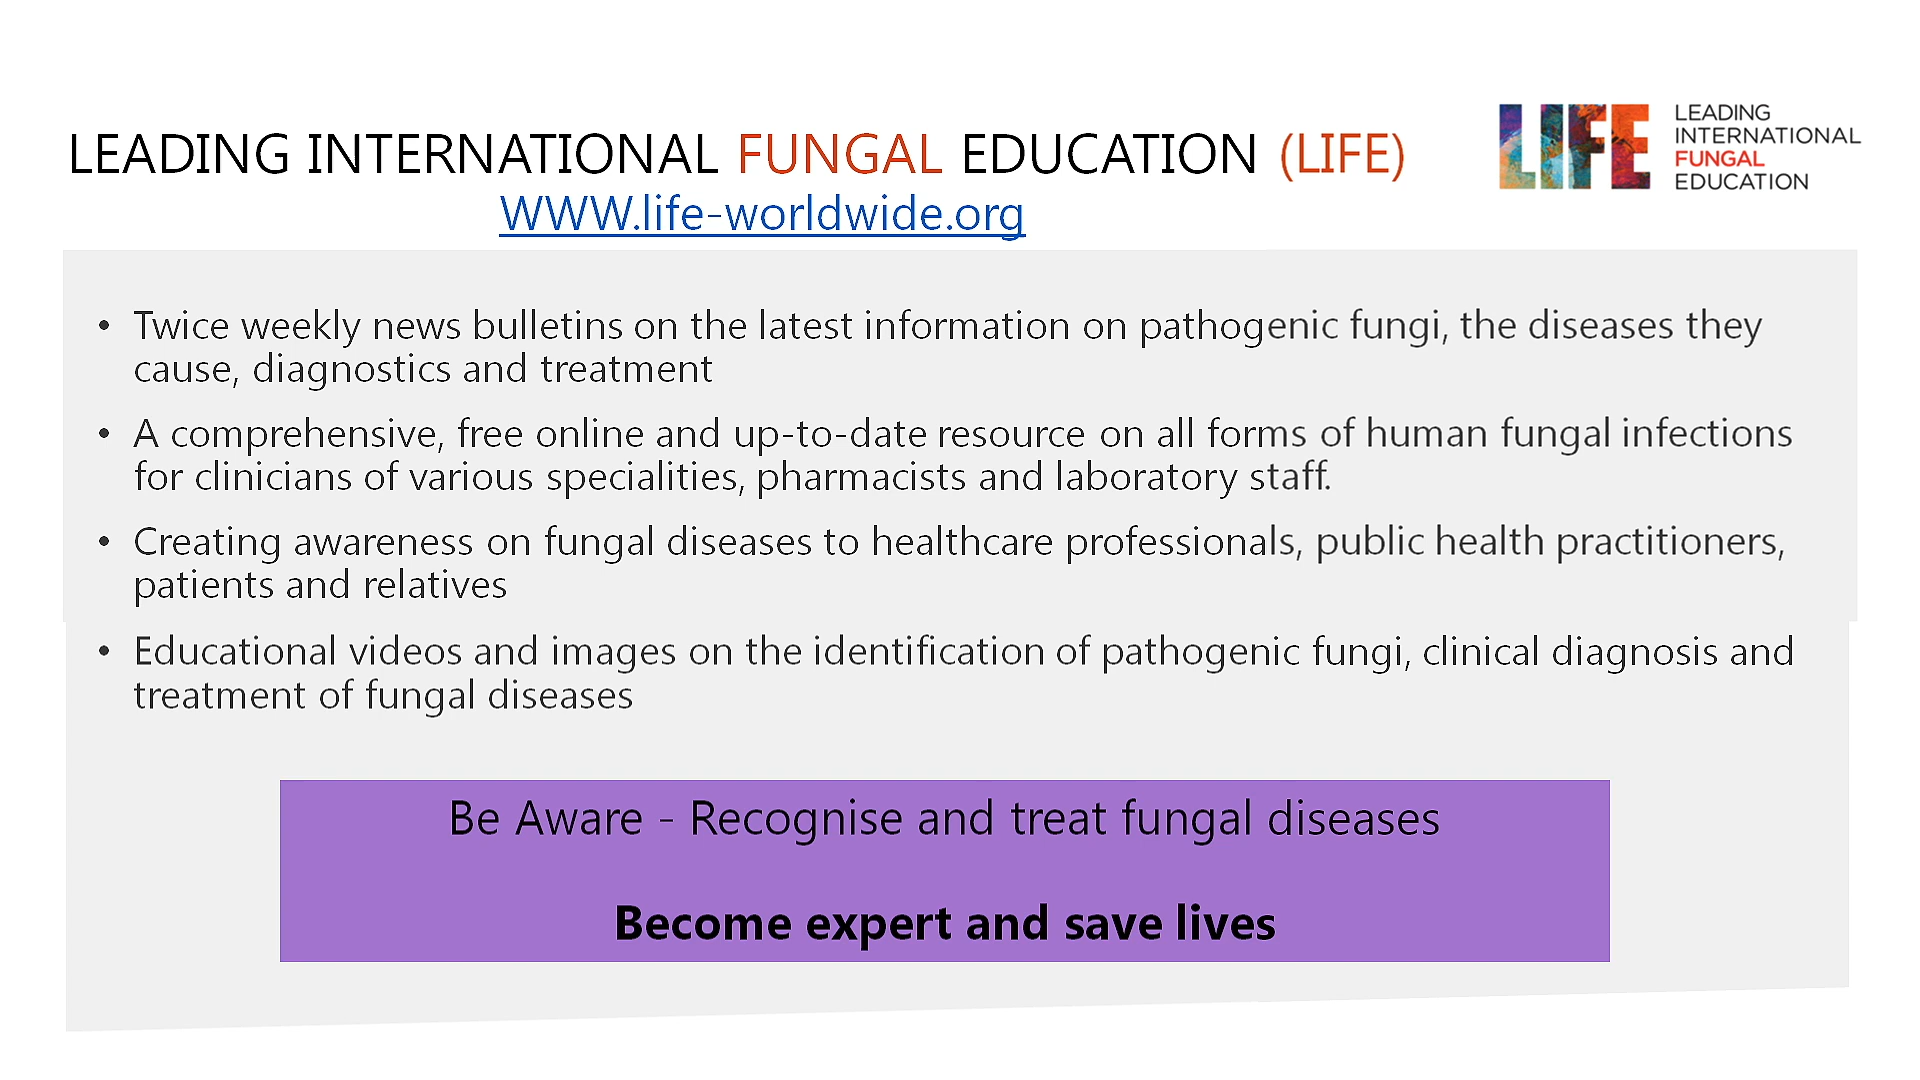 LEADING INTERNATIONAL FUNGAL EDUCATION (LIFE)
WWW.life-worldwide.org
LIFE
LEADING
INTERNATIONAL
FUNGAL
EDUCATION
• Twice weekly news bulletins on the latest information on pathogenic fungi, the diseases they
cause, diagnostics and treatment
• A comprehensive, free online and up-to-date resource on all forms of human fungal infections
for clinicians of various specialities, pharmacists and laboratory staff.
• Creating awareness on fungal diseases to healthcare professionals, public health practitioners,
patients and relatives
• Educational videos and images on the identification of pathogenic fungi, clinical diagnosis and
treatment of fungal diseases
Be Aware - Recognise and treat fungal diseases
Become expert and save lives